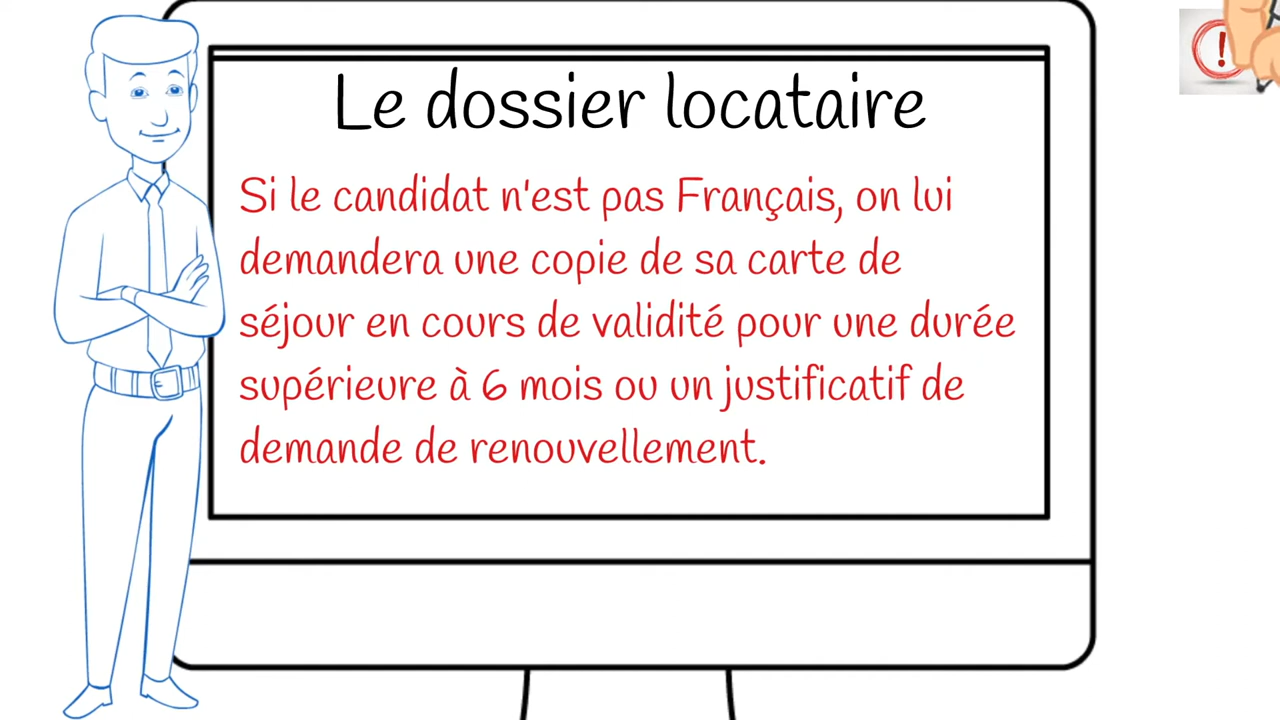 Le dossier locataire
Si le candidat n'est pas Français, on lui
demandera une copie de sa carte de
séjour en cours de validité pour une durée
supérieure à 6 mois ou un justificatif de
demande de renouvellement.
!